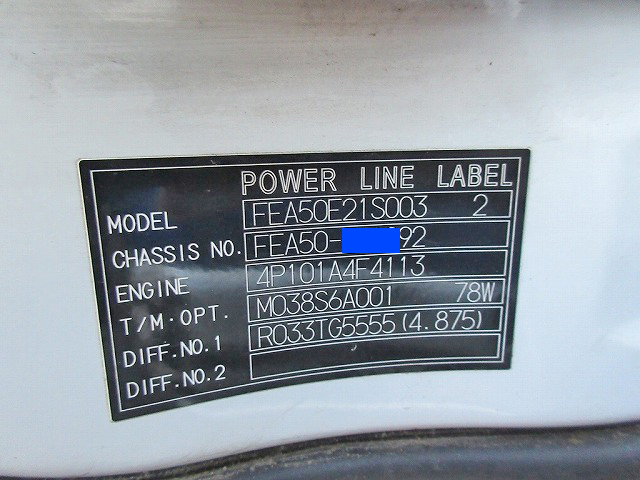 POWER LINE LABEL
MODEL FEA50E21S003 2
CHASSIS NO. FEA50- 92
ENGINE 4P101A4F4113
T/M·OPT. M038S6A001 78W
DIFF.NO.1 R033TG5555(4.875)
DIFF.NO.2